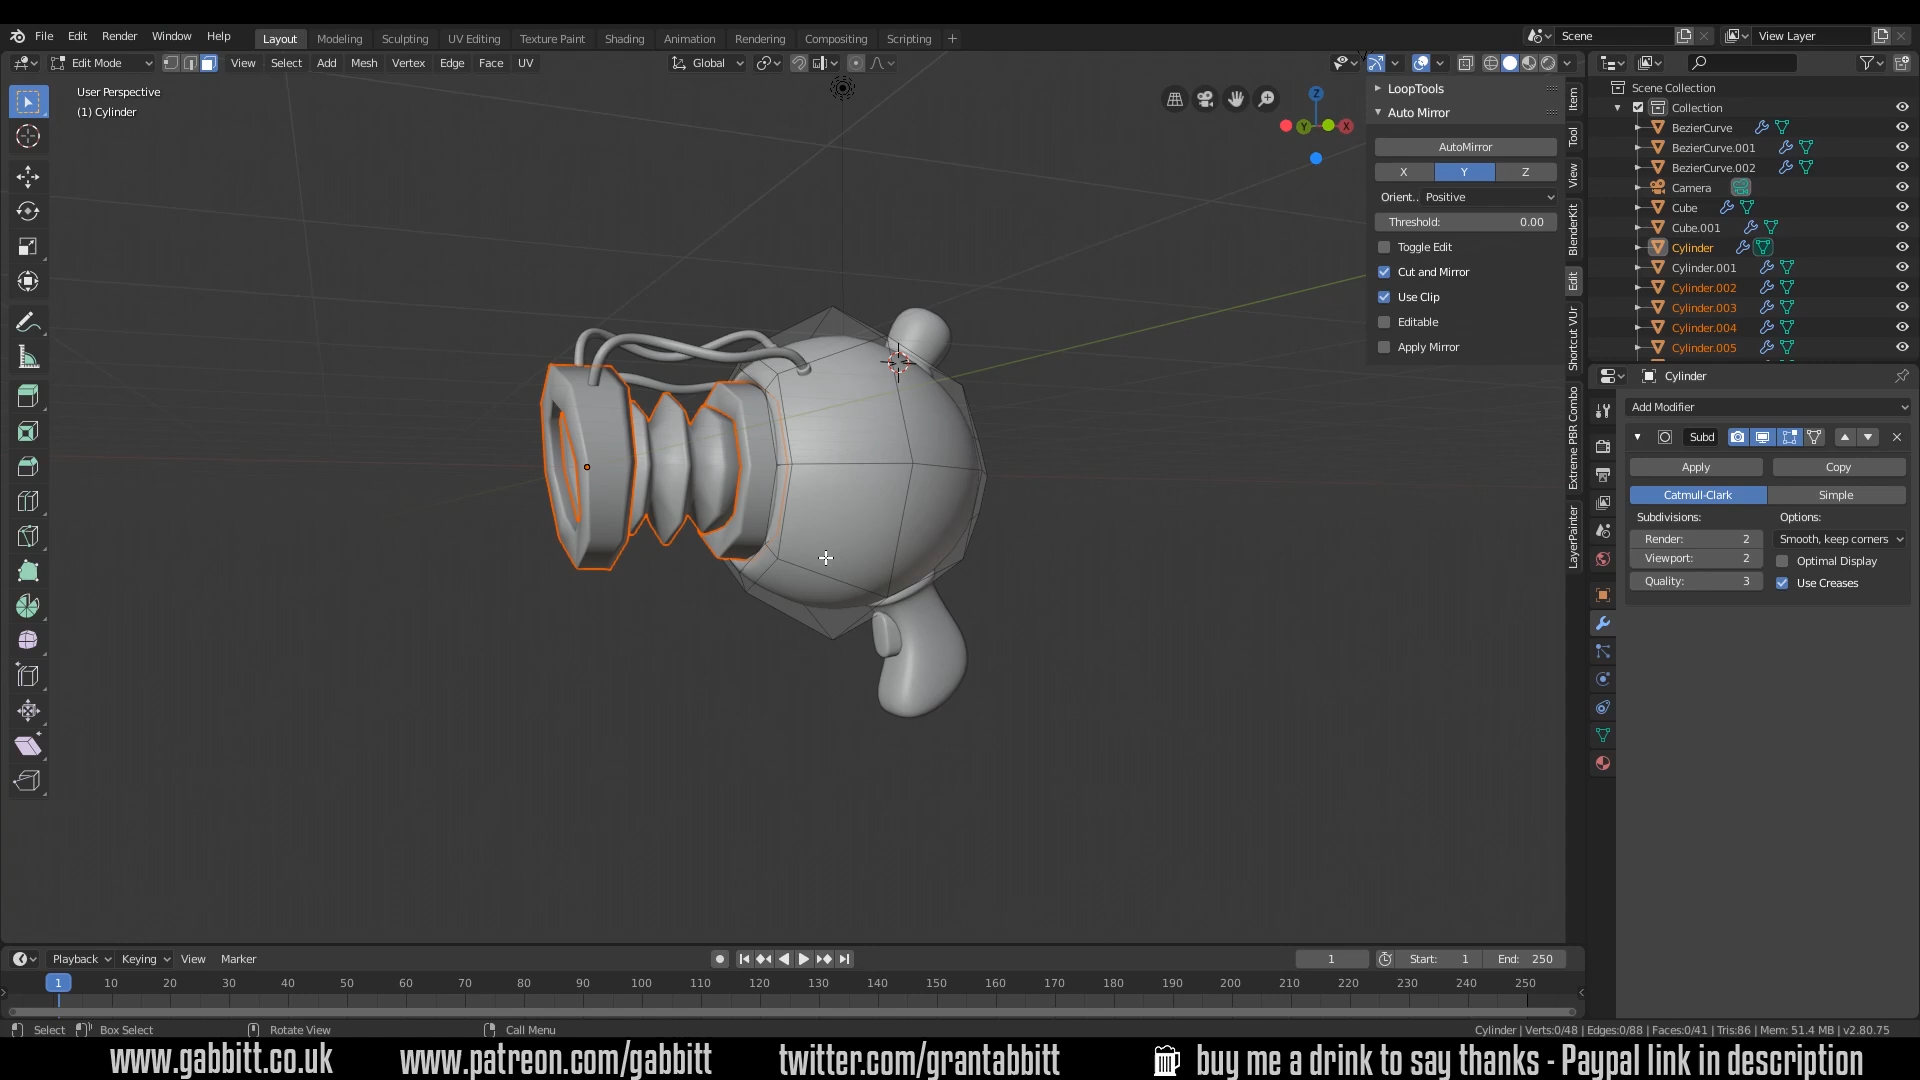 File Edit Render Window Help Layout Modeling Sculpting UV Editing Texture Paint Shading Animation Rendering Compositing Scripting + Scene View Layer
Edit Mode View Select Add Mesh Vertex Edge Face UV Global
User Perspective
(1) Cylinder
Z
Y
X
LoopTools
Auto Mirror
AutoMirror
X Y Z
Orient.. Positive
Threshold: 0.00
Toggle Edit
Cut and Mirror
Use Clip
Editable
Apply Mirror
Item
Tool
View
BlenderKit
Edit
Shortcut VUr
Extreme PBR Combo
LayerPainter
Scene Collection
Collection
BezierCurve
BezierCurve.001
BezierCurve.002
Camera
Cube
Cube.001
Cylinder
Cylinder.001
Cylinder.002
Cylinder.003
Cylinder.004
Cylinder.005
Cylinder
Add Modifier
Subd
Apply Copy
Catmull-Clark Simple
Subdivisions: Options:
Render: 2 Smooth, keep corners
Viewport: 2 Optimal Display
Quality: 3 Use Creases
Playback Keying View Marker 1 Start: 1 End: 250
1 10 20 30 40 50 60 70 80 90 100 110 120 130 140 150 160 170 180 190 200 210 220 230 240 250
Select Box Select Rotate View Call Menu Cylinder | Verts:0/48 | Edges:0/88 | Faces:0/41 | Tris:86 | Mem: 51.4 MB | v2.80.75
www.gabbitt.co.uk www.patreon.com/gabbitt twitter.com/grantabbitt buy me a drink to say thanks - Paypal link in description